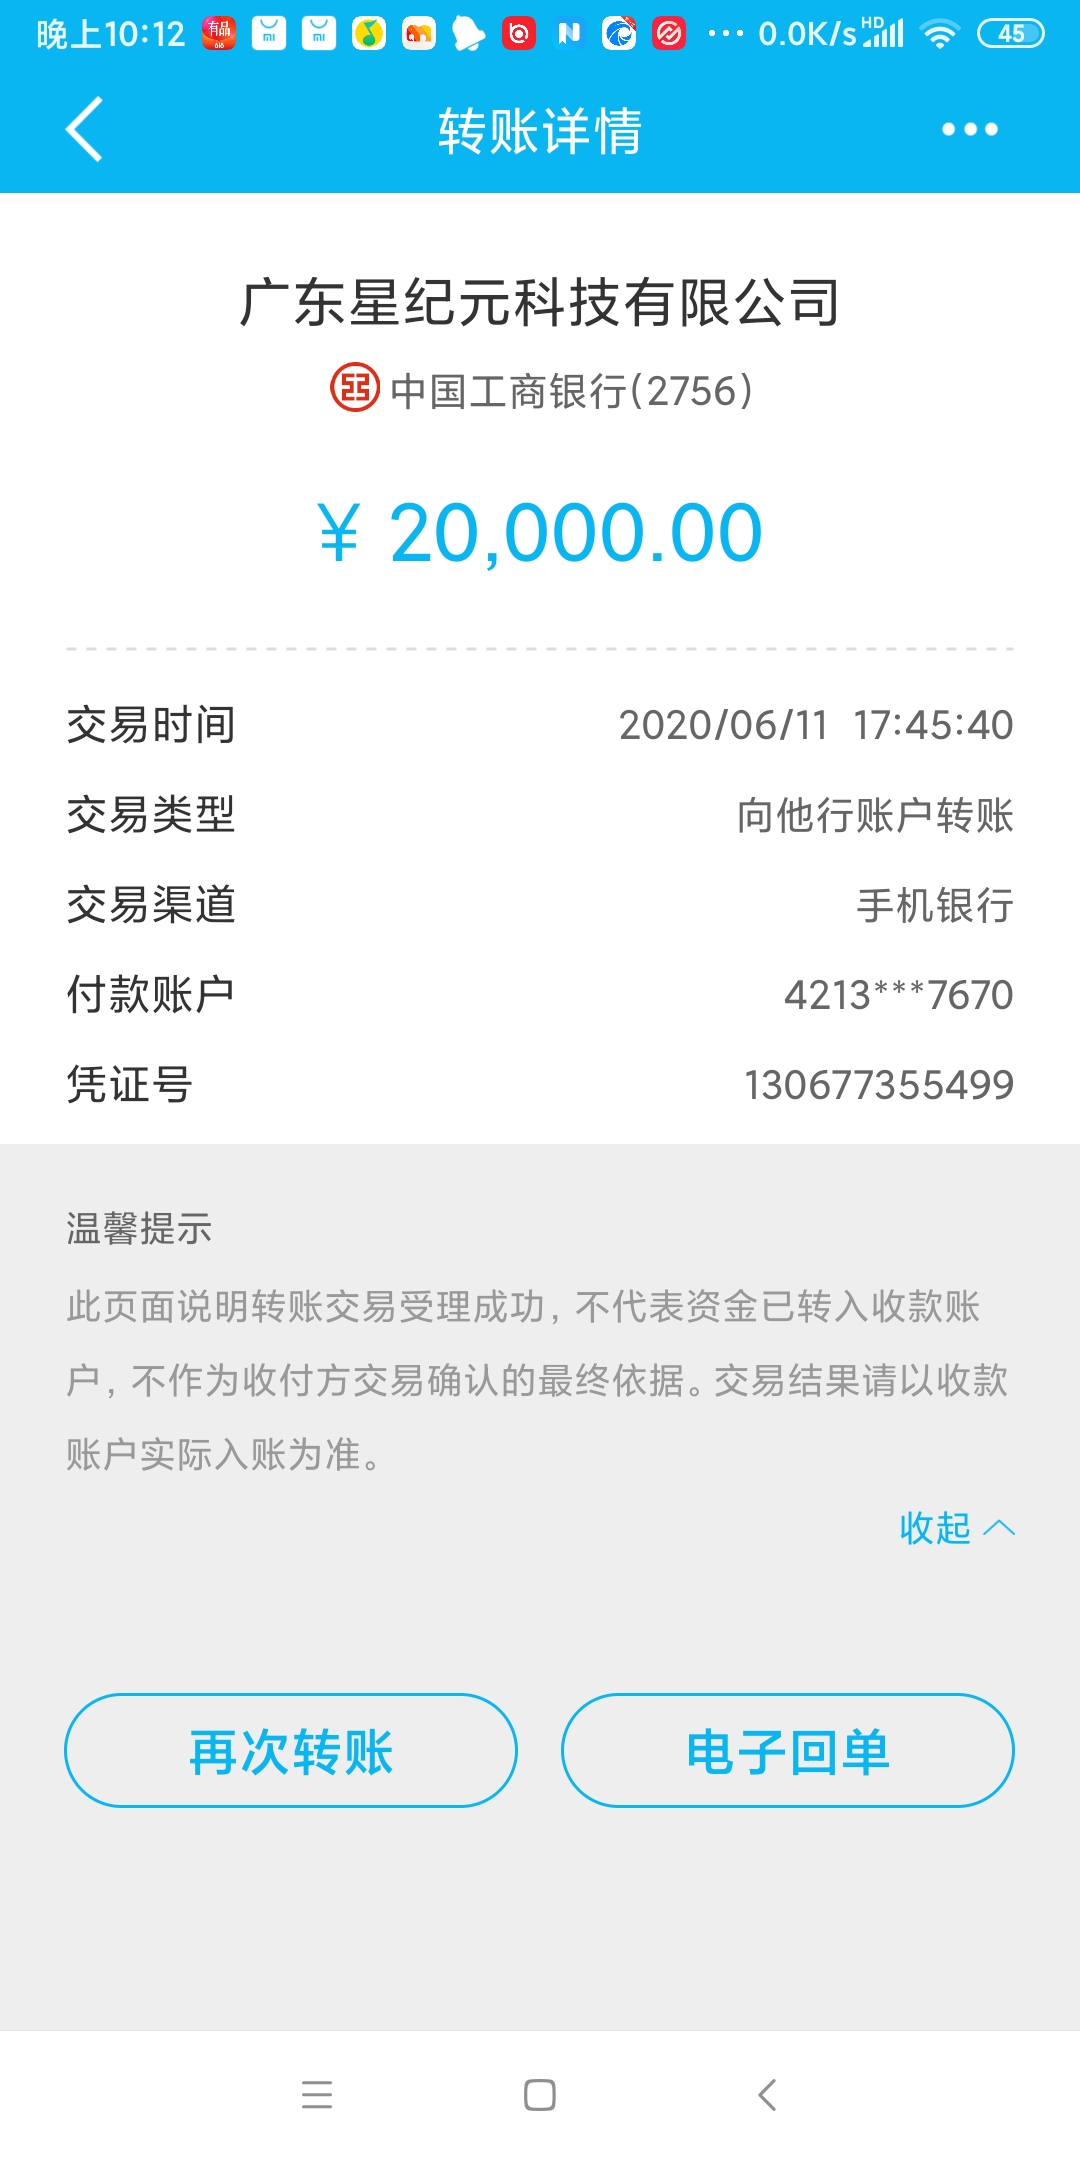 晚上10:12 有品 618 mi mi 0.0K/s HD 45
转账详情
广东星纪元科技有限公司
中国工商银行(2756)
¥ 20,000.00
交易时间 2020/06/11 17:45:40
交易类型 向他行账户转账
交易渠道 手机银行
付款账户 4213***7670
凭证号 130677355499
温馨提示
此页面说明转账交易受理成功, 不代表资金已转入收款账
户, 不作为收付方交易确认的最终依据。交易结果请以收款
账户实际入账为准。
收起
再次转账 电子回单